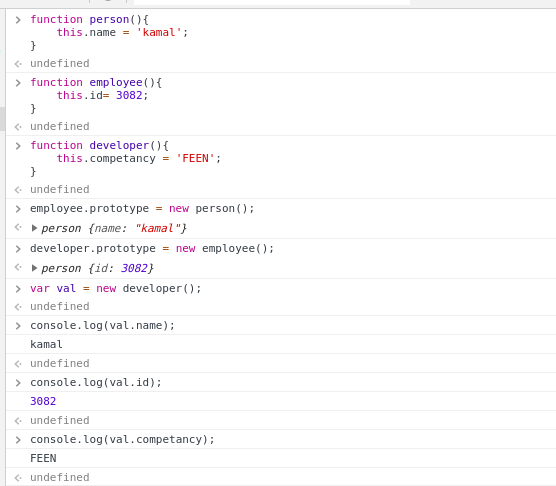 function person(){
    this.name = 'kamal';
}
undefined
function employee(){
    this.id= 3082;
}
undefined
function developer(){
    this.competancy = 'FEEN';
}
undefined
employee.prototype = new person();
person {name: "kamal"}
developer.prototype = new employee();
person {id: 3082}
var val = new developer();
undefined
console.log(val.name);
kamal
undefined
console.log(val.id);
3082
undefined
console.log(val.competancy);
FEEN
undefined